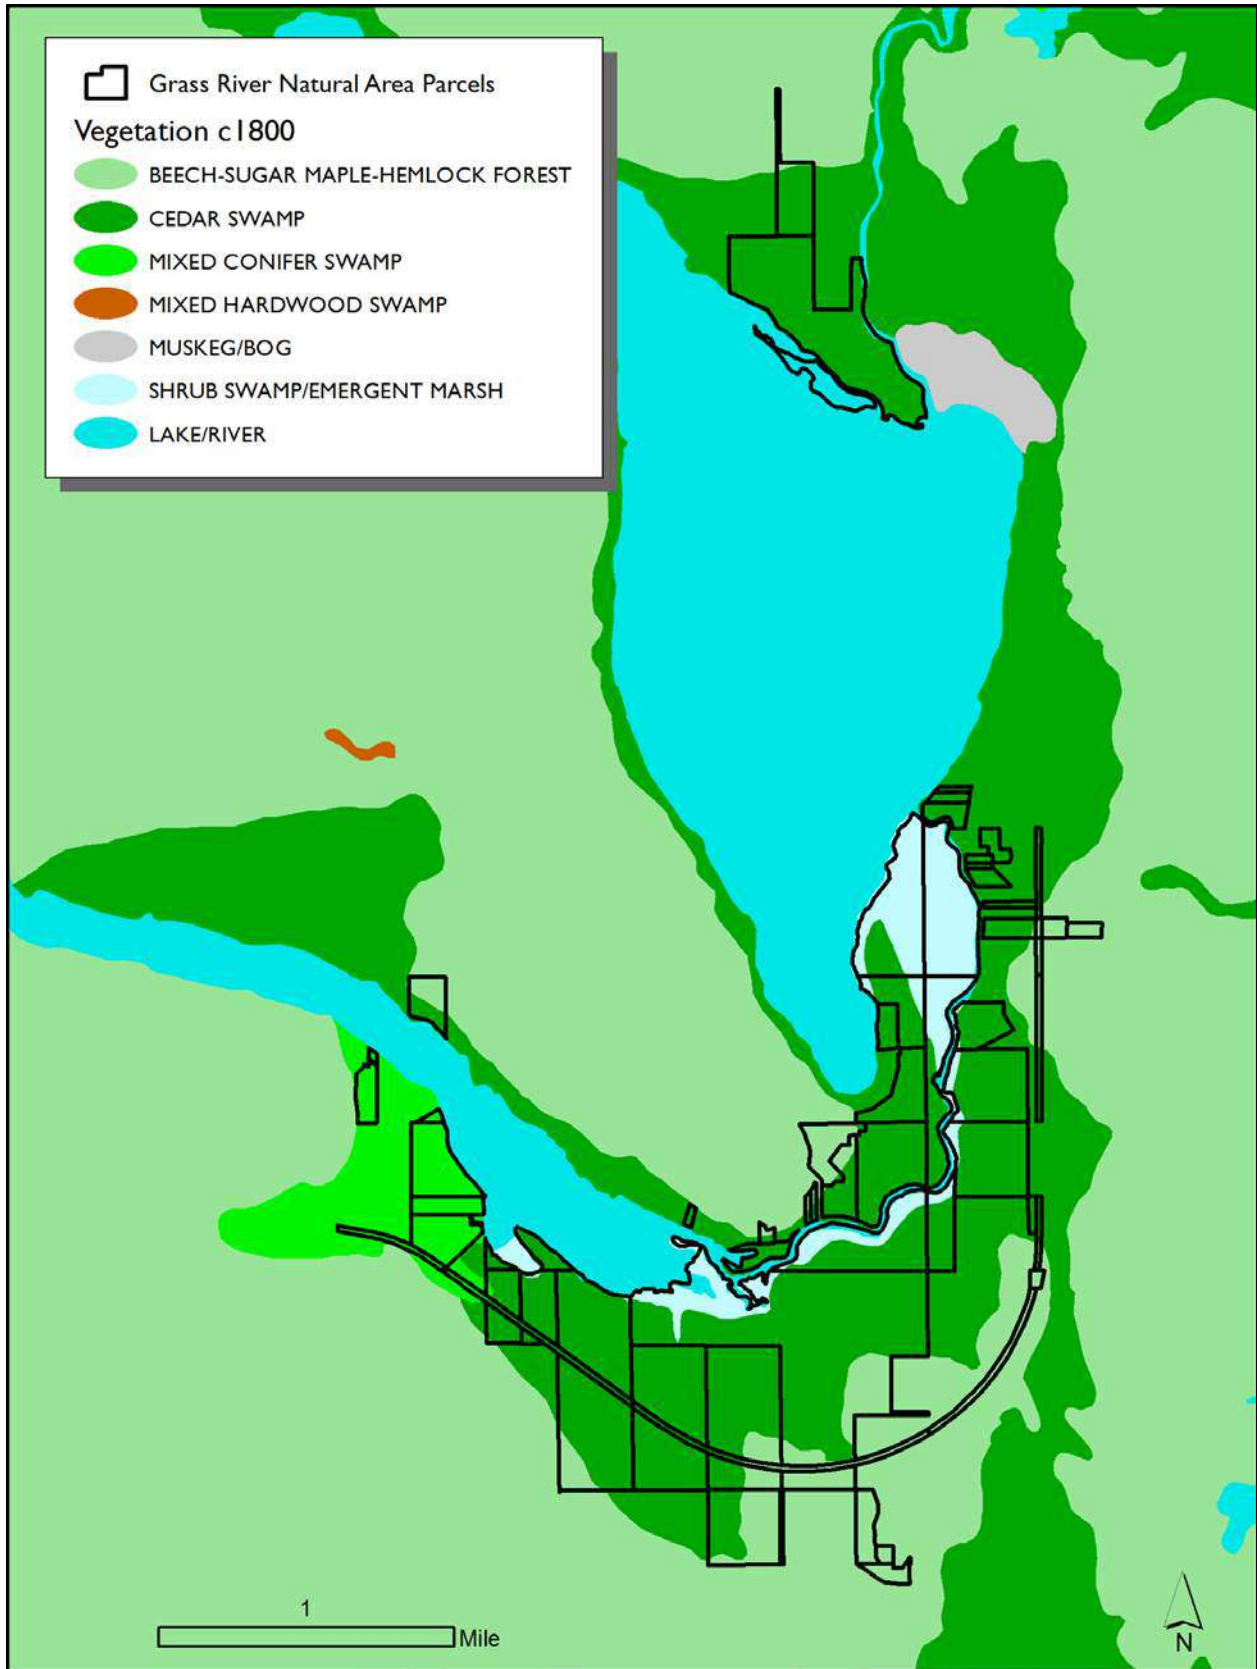 Grass River Natural Area Parcels
Vegetation c1800
BEECH-SUGAR MAPLE-HEMLOCK FOREST
CEDAR SWAMP
MIXED CONIFER SWAMP
MIXED HARDWOOD SWAMP
MUSKEG/BOG
SHRUB SWAMP/EMERGENT MARSH
LAKE/RIVER
1
Mile
N